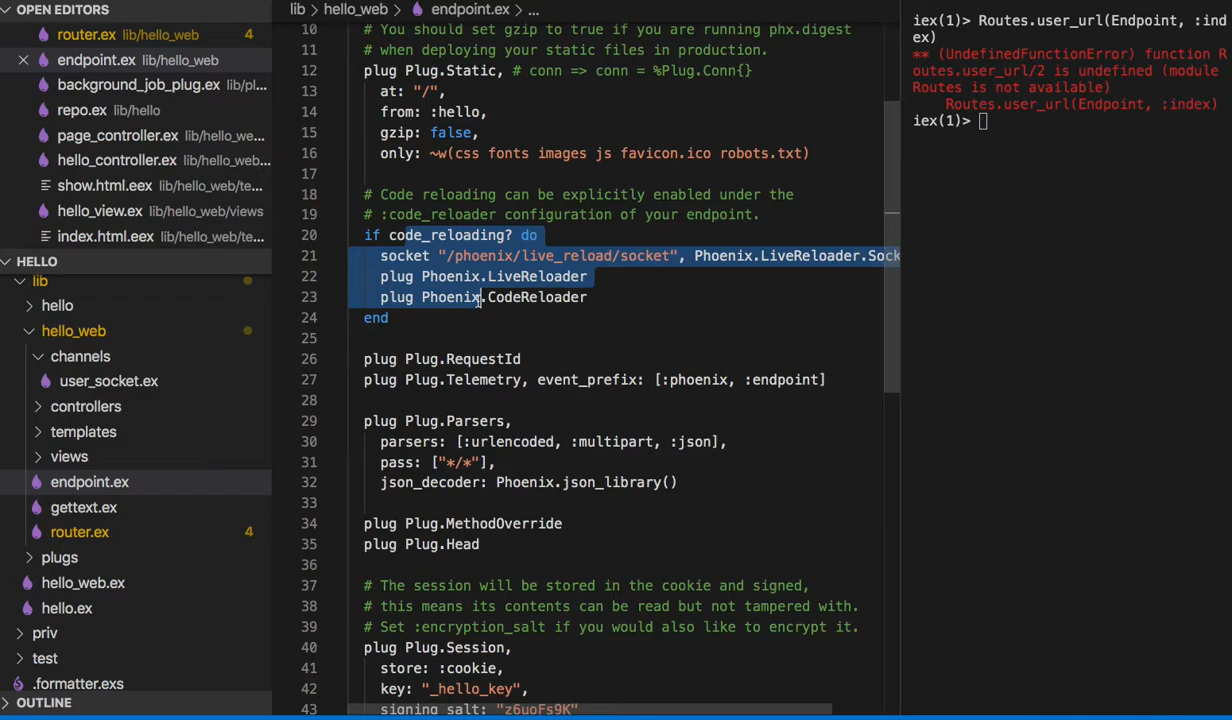 OPEN EDITORS
router.ex lib/hello_web 4
endpoint.ex lib/hello_web
background_job_plug.ex lib/pl...
repo.ex lib/hello
page_controller.ex lib/hello_we...
hello_controller.ex lib/hello_web...
show.html.eex lib/hello_web/te...
hello_view.ex lib/hello_web/views
index.html.eex lib/hello_web/te...
HELLO
lib
hello
hello_web
channels
user_socket.ex
controllers
templates
views
endpoint.ex
gettext.ex
router.ex 4
plugs
hello_web.ex
hello.ex
priv
test
.formatter.exs
OUTLINE
lib > hello_web > endpoint.ex > ...
10 # You should set gzip to true if you are running phx.digest
11 # when deploying your static files in production.
12 plug Plug.Static, # conn => conn = %Plug.Conn{}
13 at: "/",
14 from: :hello,
15 gzip: false,
16 only: ~w(css fonts images js favicon.ico robots.txt)
17
18 # Code reloading can be explicitly enabled under the
19 # :code_reloader configuration of your endpoint.
20 if code_reloading? do
21 socket "/phoenix/live_reload/socket", Phoenix.LiveReloader.Sock
22 plug Phoenix.LiveReloader
23 plug Phoenix.CodeReloader
24 end
25
26 plug Plug.RequestId
27 plug Plug.Telemetry, event_prefix: [:phoenix, :endpoint]
28
29 plug Plug.Parsers,
30 parsers: [:urlencoded, :multipart, :json],
31 pass: ["*/*"],
32 json_decoder: Phoenix.json_library()
33
34 plug Plug.MethodOverride
35 plug Plug.Head
36
37 # The session will be stored in the cookie and signed,
38 # this means its contents can be read but not tampered with.
39 # Set :encryption_salt if you would also like to encrypt it.
40 plug Plug.Session,
41 store: :cookie,
42 key: "_hello_key",
43 signing_salt: "z6uoFs9K"
iex(1)> Routes.user_url(Endpoint, :ind
ex)
** (UndefinedFunctionError) function R
outes.user_url/2 is undefined (module
Routes is not available)
Routes.user_url(Endpoint, :index)
iex(1)>